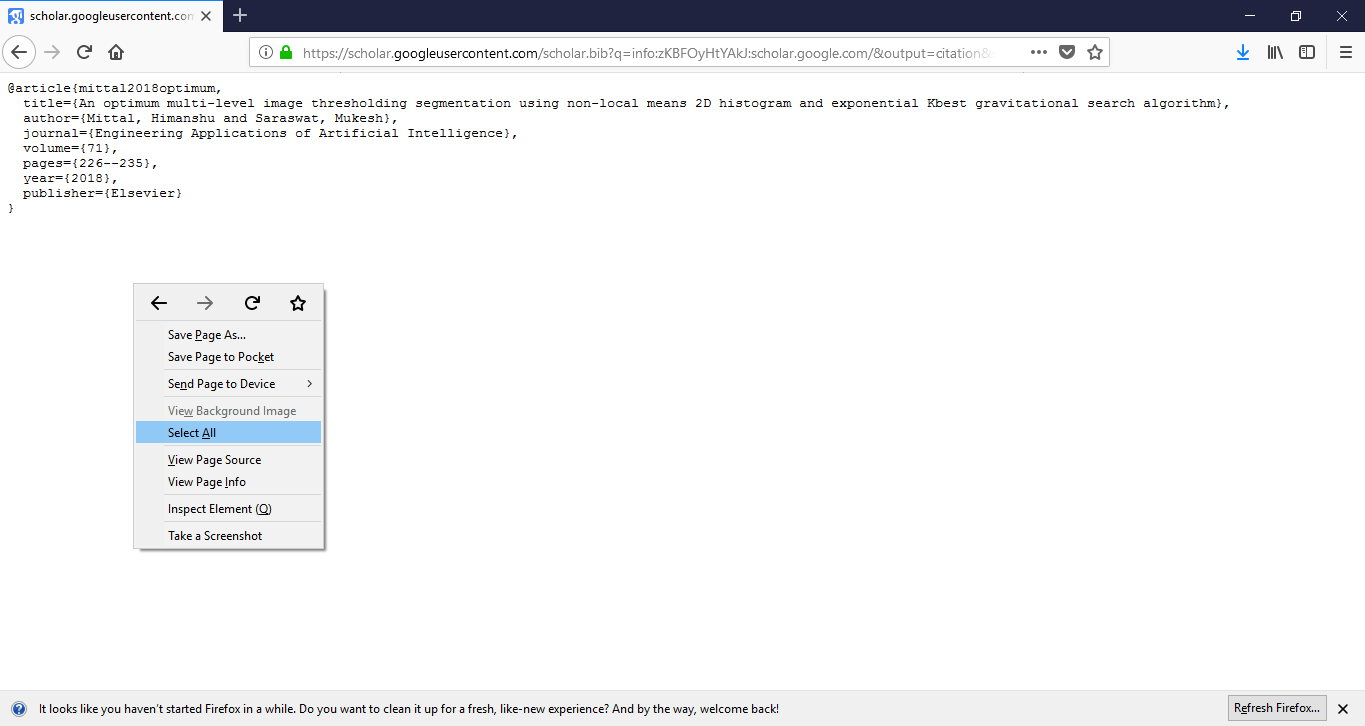 scholar.googleusercontent.com
https://scholar.googleusercontent.com/scholar.bib?q=info:zKBFOyHtYAkJ:scholar.google.com/&output=citation&
@article{mittal2018optimum,
title={An optimum multi-level image thresholding segmentation using non-local means 2D histogram and exponential Kbest gravitational search algorithm},
author={Mittal, Himanshu and Saraswat, Mukesh},
journal={Engineering Applications of Artificial Intelligence},
volume={71},
pages={226--235},
year={2018},
publisher={Elsevier}
}
Save Page As...
Save Page to Pocket
Send Page to Device
View Background Image
Select All
View Page Source
View Page Info
Inspect Element (Q)
Take a Screenshot
It looks like you haven't started Firefox in a while. Do you want to clean it up for a fresh, like-new experience? And by the way, welcome back!
Refresh Firefox...